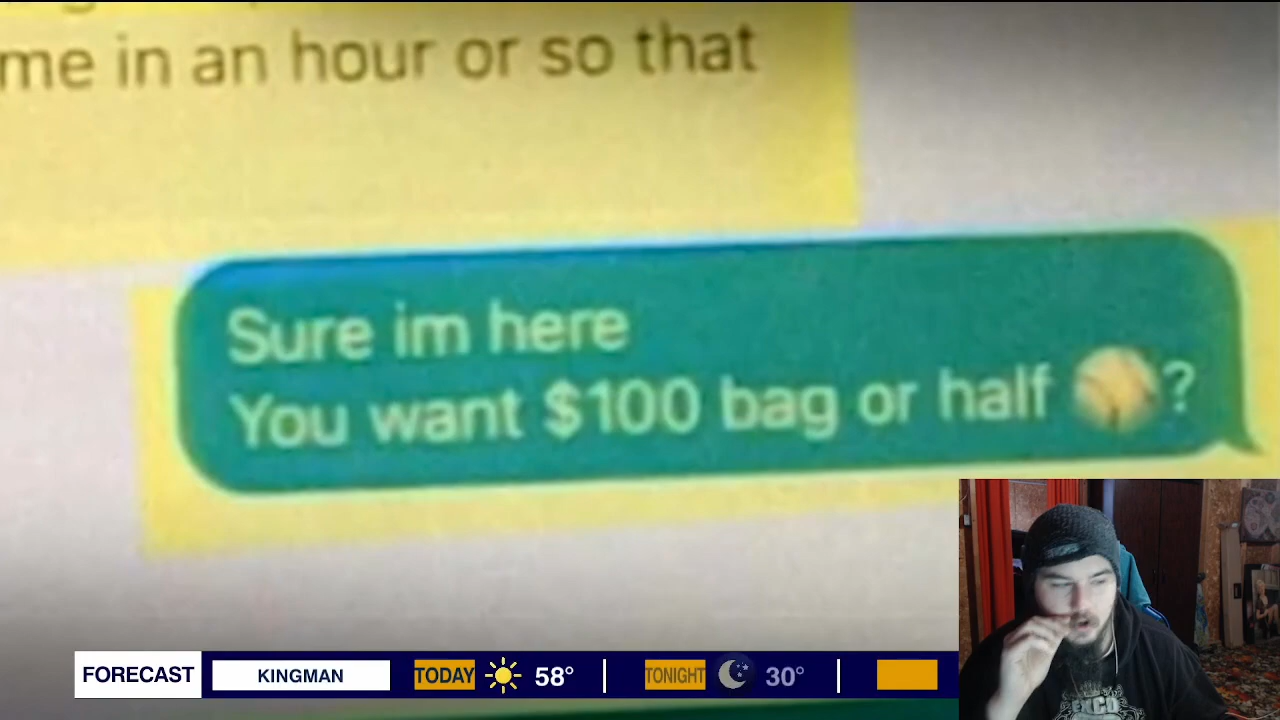 me in an hour or so that
Sure im here
You want $100 bag or half ⚾?
FORECAST KINGMAN TODAY 58° TONIGHT 30°
EXCO